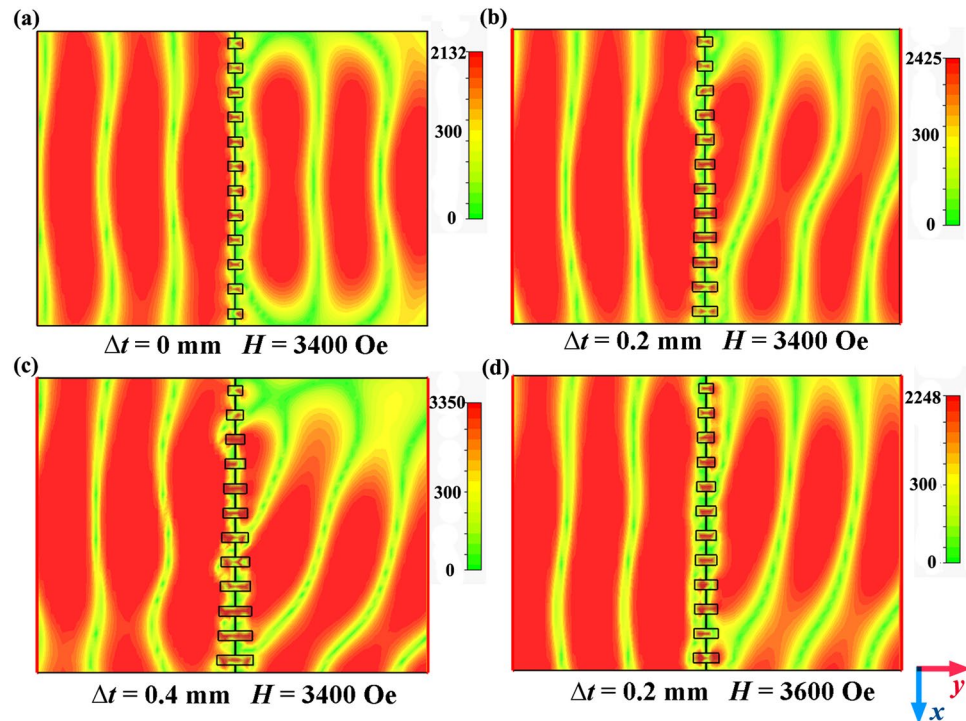 (a)
2132
300
0
Δt = 0 mm H = 3400 Oe
(b)
2425
300
0
Δt = 0.2 mm H = 3400 Oe
(c)
3350
300
0
Δt = 0.4 mm H = 3400 Oe
(d)
2248
300
0
Δt = 0.2 mm H = 3600 Oe
y
x